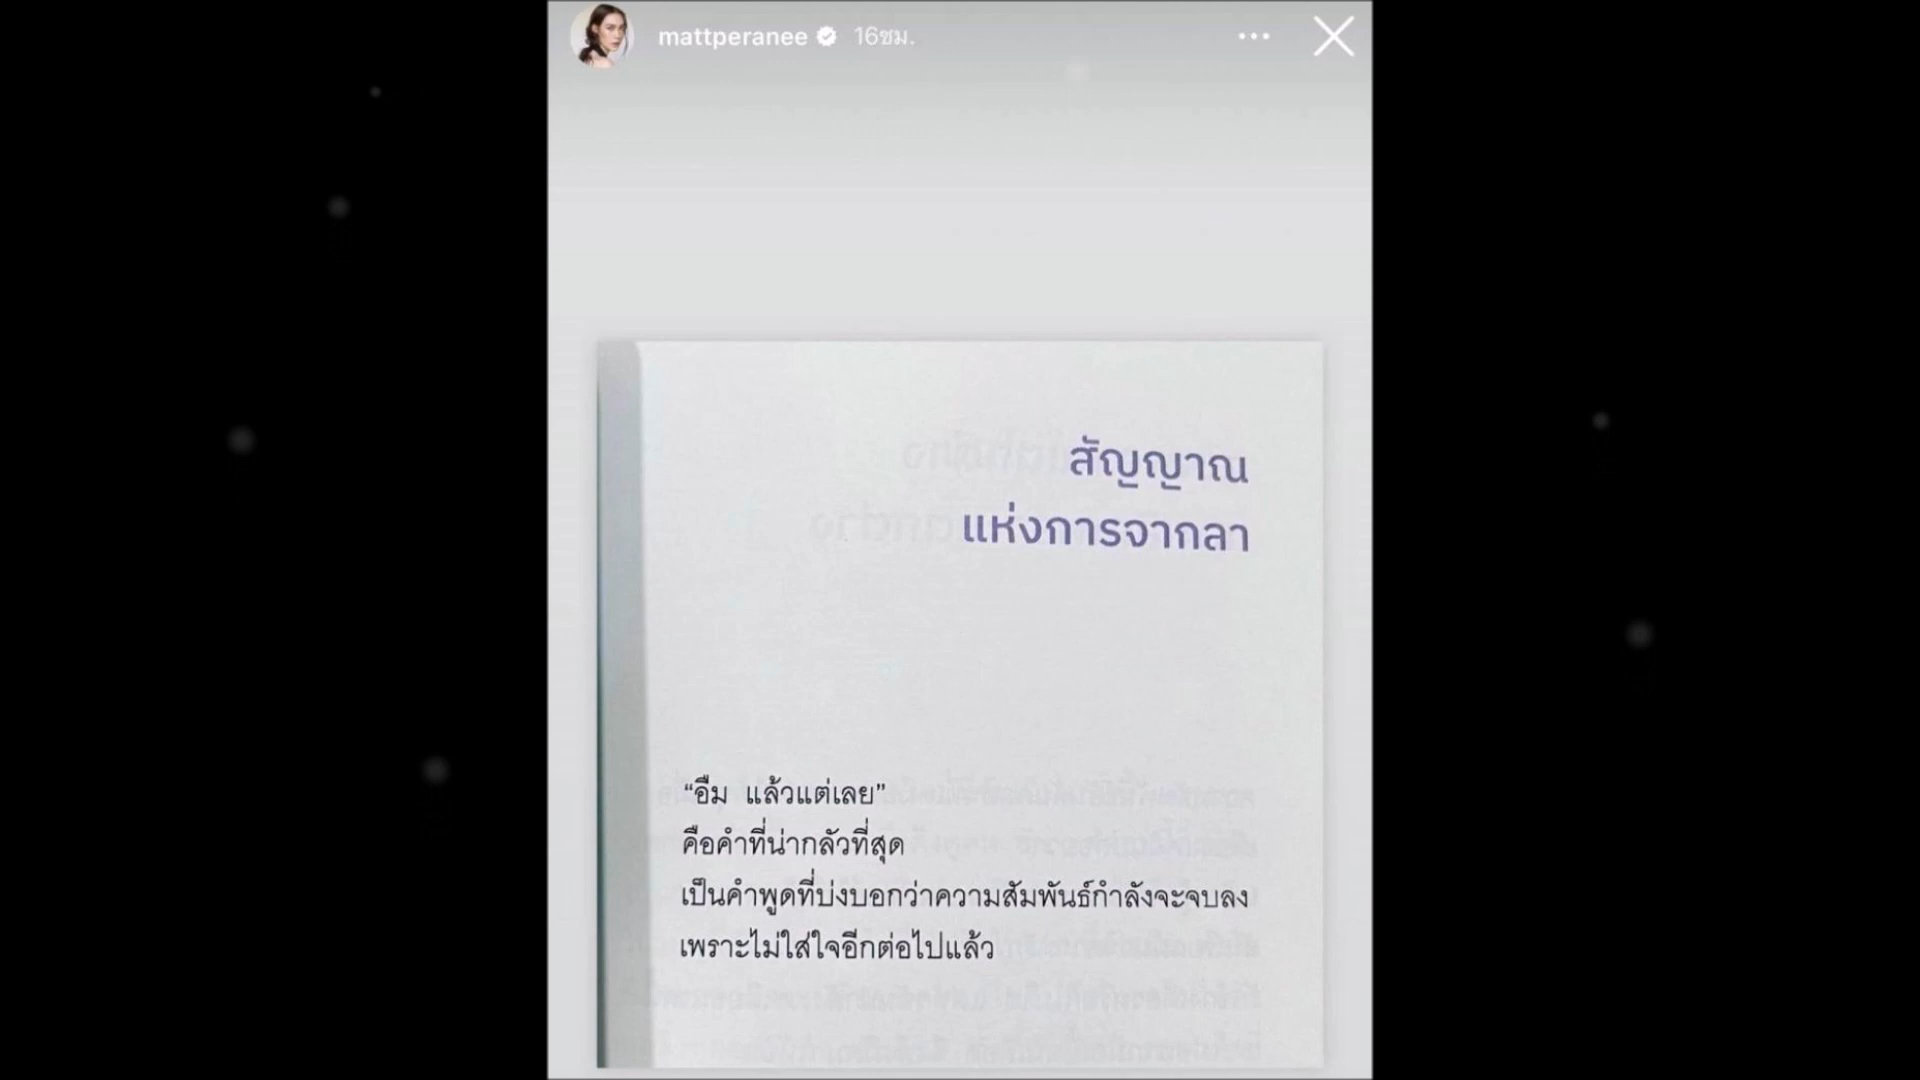 mattperanee 16ชม.
สัญญาณ
แห่งการจากลา
“อืม แล้วแต่เลย”
คือคำที่น่ากลัวที่สุด
เป็นคำพูดที่บ่งบอกว่าความสัมพันธ์กำลังจะจบลง
เพราะไม่ใส่ใจอีกต่อไปแล้ว